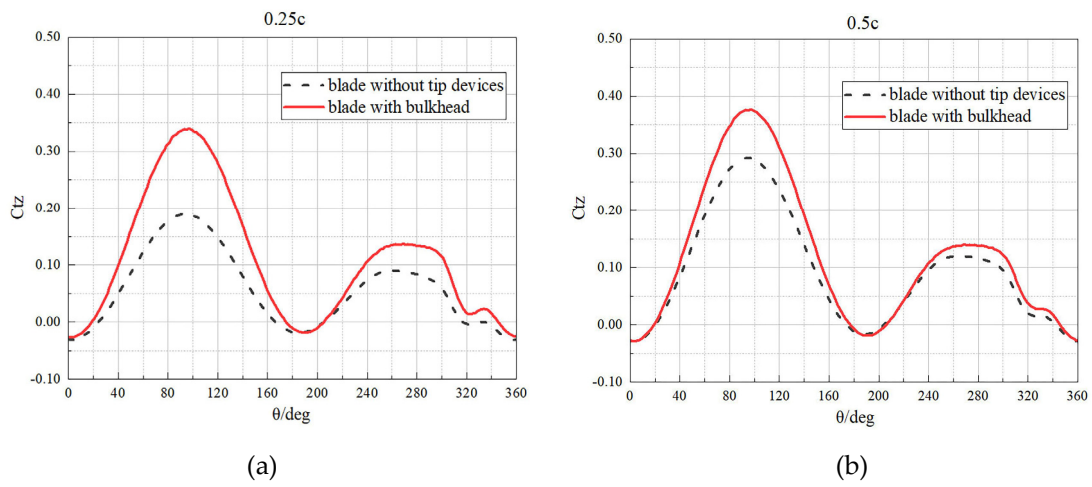 0.25c
0.50
0.40
0.30
0.20
0.10
0.00
-0.10
Ctz
blade without tip devices
blade with bulkhead
0 40 80 120 160 200 240 280 320 360
θ/deg
(a)
0.5c
0.50
0.40
0.30
0.20
0.10
0.00
-0.10
Ctz
blade without tip devices
blade with bulkhead
0 40 80 120 160 200 240 280 320 360
θ/deg
(b)